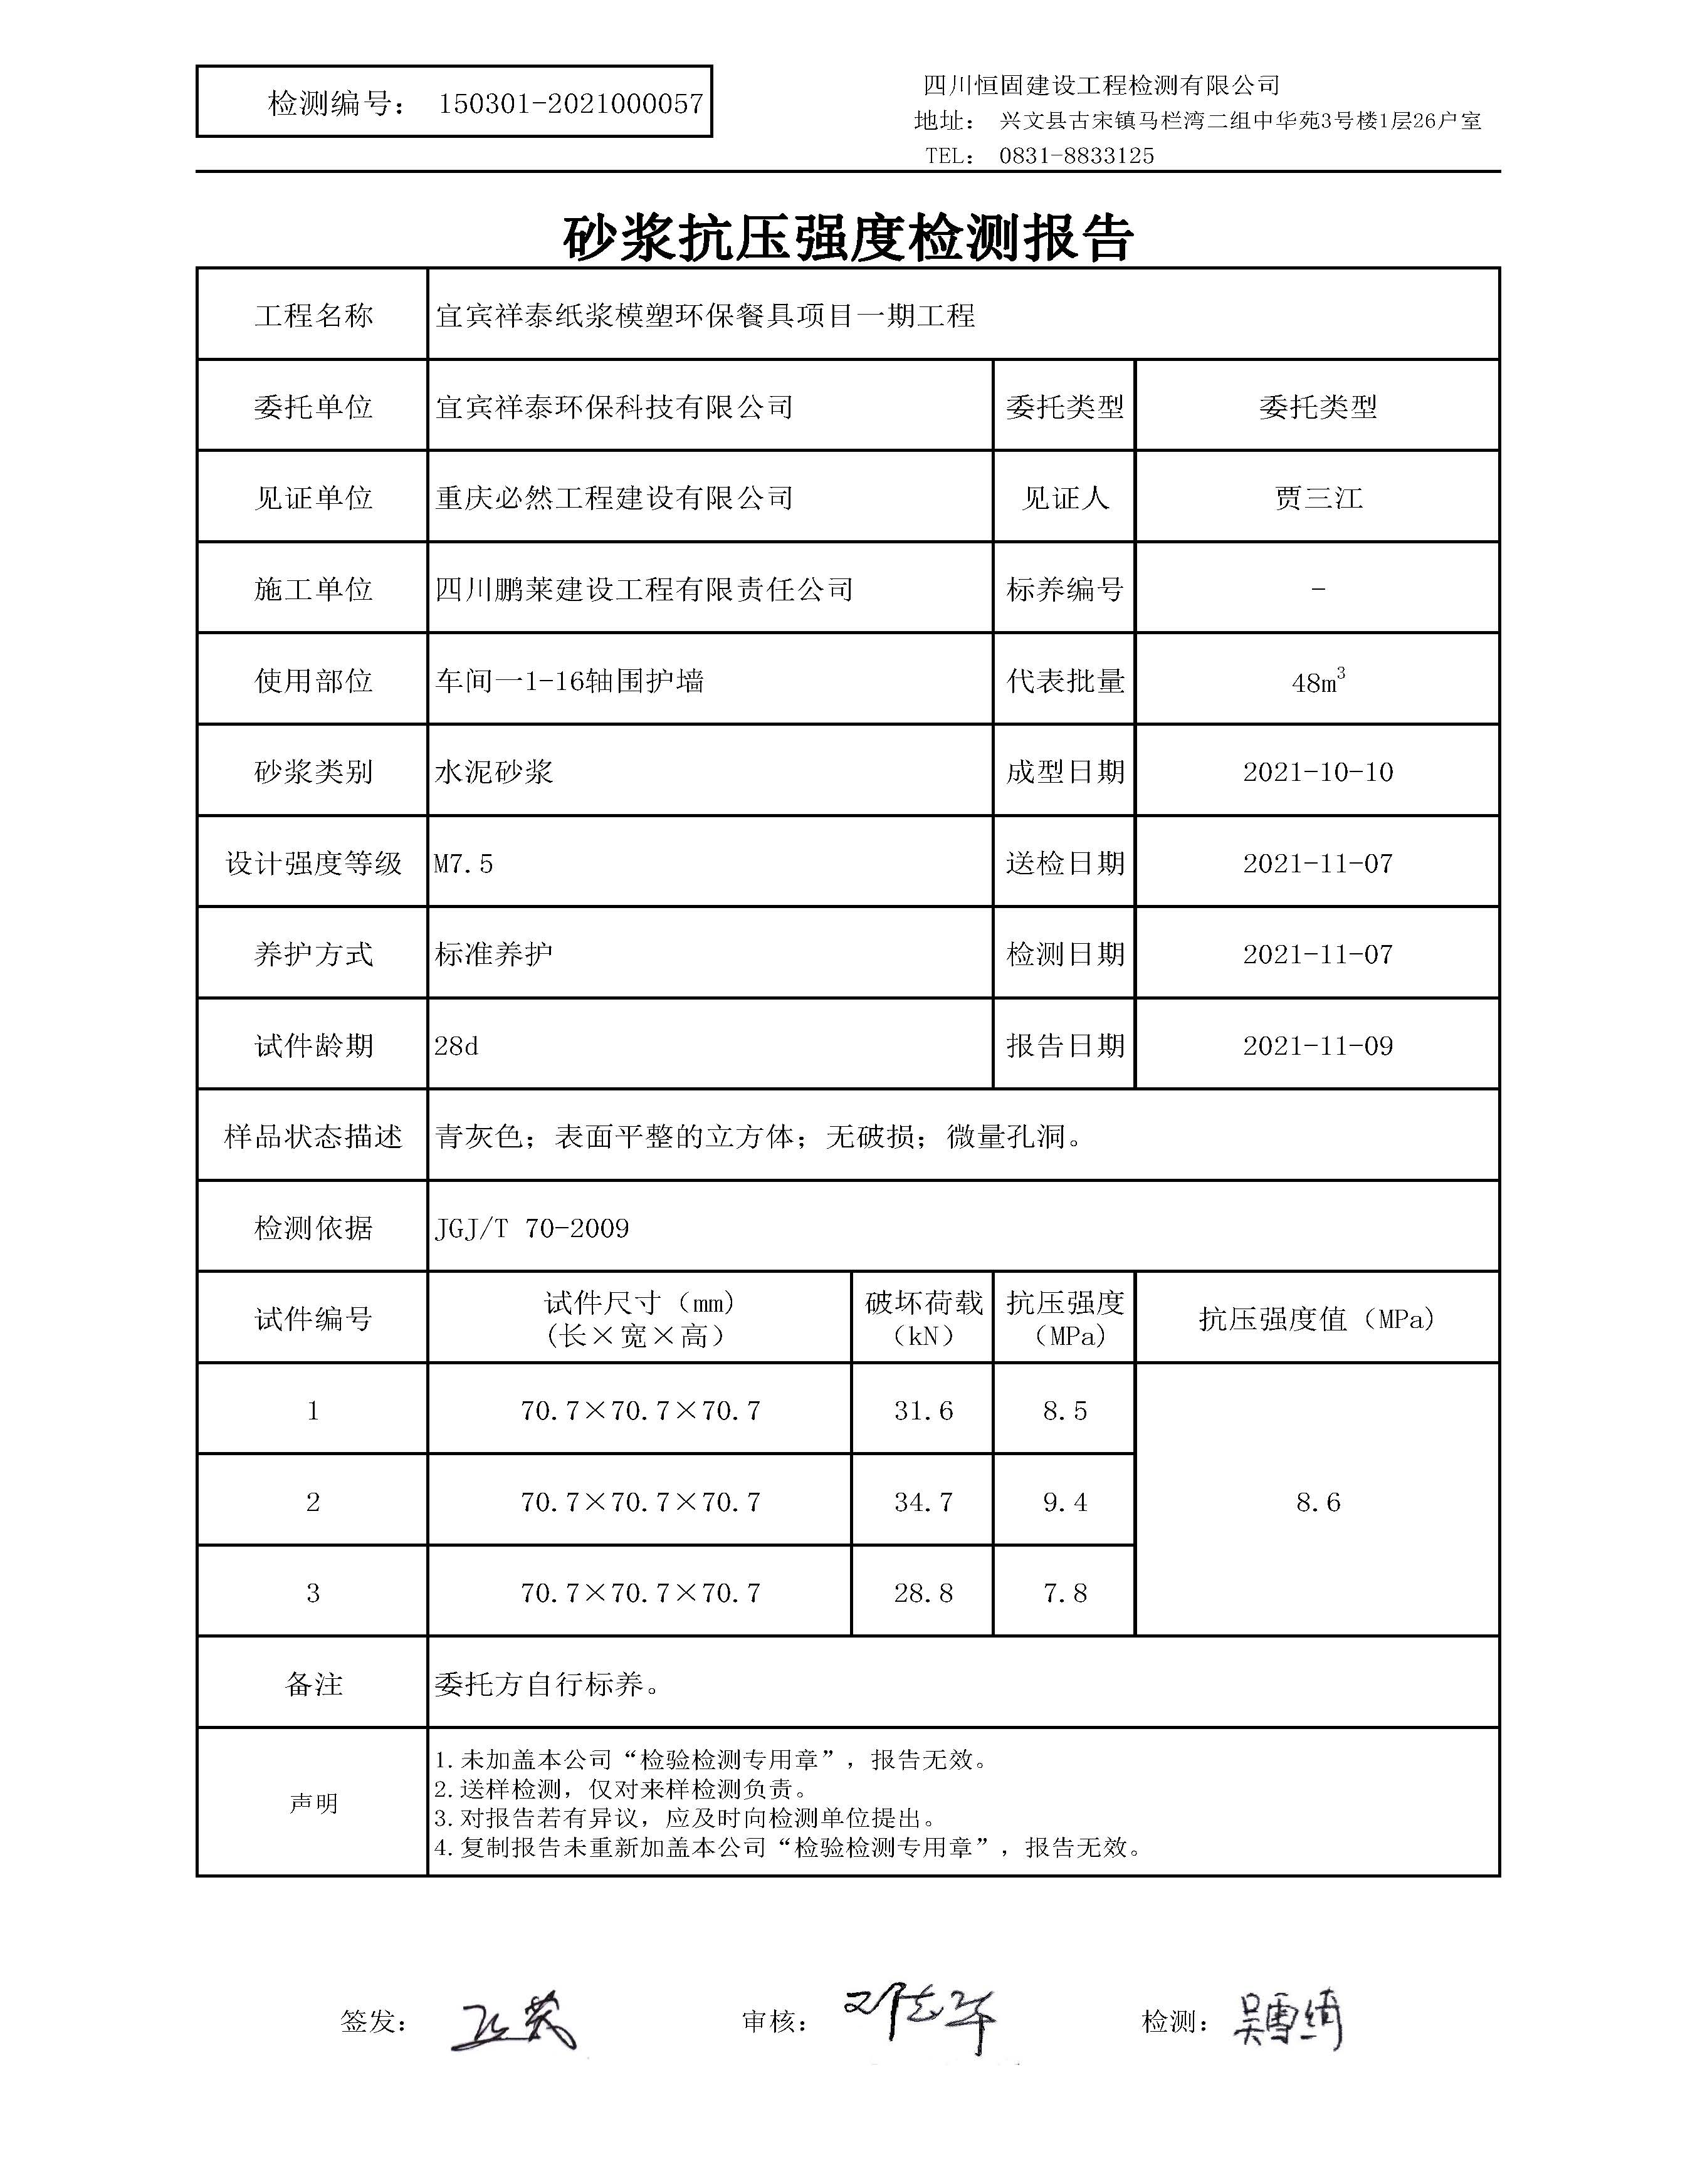 检测编号： 150301-2021000057
四川恒固建设工程检测有限公司
地址： 兴文县古宋镇马栏湾二组中华苑3号楼1层26户室
TEL： 0831-8833125
砂浆抗压强度检测报告
工程名称 宜宾祥泰纸浆模塑环保餐具项目一期工程
委托单位 宜宾祥泰环保科技有限公司 委托类型 委托类型
见证单位 重庆必然工程建设有限公司 见证人 贾三江
施工单位 四川鹏莱建设工程有限责任公司 标养编号 -
使用部位 车间一1-16轴围护墙 代表批量 48m³
砂浆类别 水泥砂浆 成型日期 2021-10-10
设计强度等级 M7.5 送检日期 2021-11-07
养护方式 标准养护 检测日期 2021-11-07
试件龄期 28d 报告日期 2021-11-09
样品状态描述 青灰色；表面平整的立方体；无破损；微量孔洞。
检测依据 JGJ/T 70-2009
试件编号 试件尺寸（mm） (长×宽×高） 破坏荷载 （kN） 抗压强度 （MPa） 抗压强度值（MPa）
1 70.7×70.7×70.7 31.6 8.5
2 70.7×70.7×70.7 34.7 9.4 8.6
3 70.7×70.7×70.7 28.8 7.8
备注 委托方自行标养。
声明
1.未加盖本公司“检验检测专用章”，报告无效。
2.送样检测，仅对来样检测负责。
3.对报告若有异议，应及时向检测单位提出。
4.复制报告未重新加盖本公司“检验检测专用章”，报告无效。
签发： 审核： 检测：吴雪绮